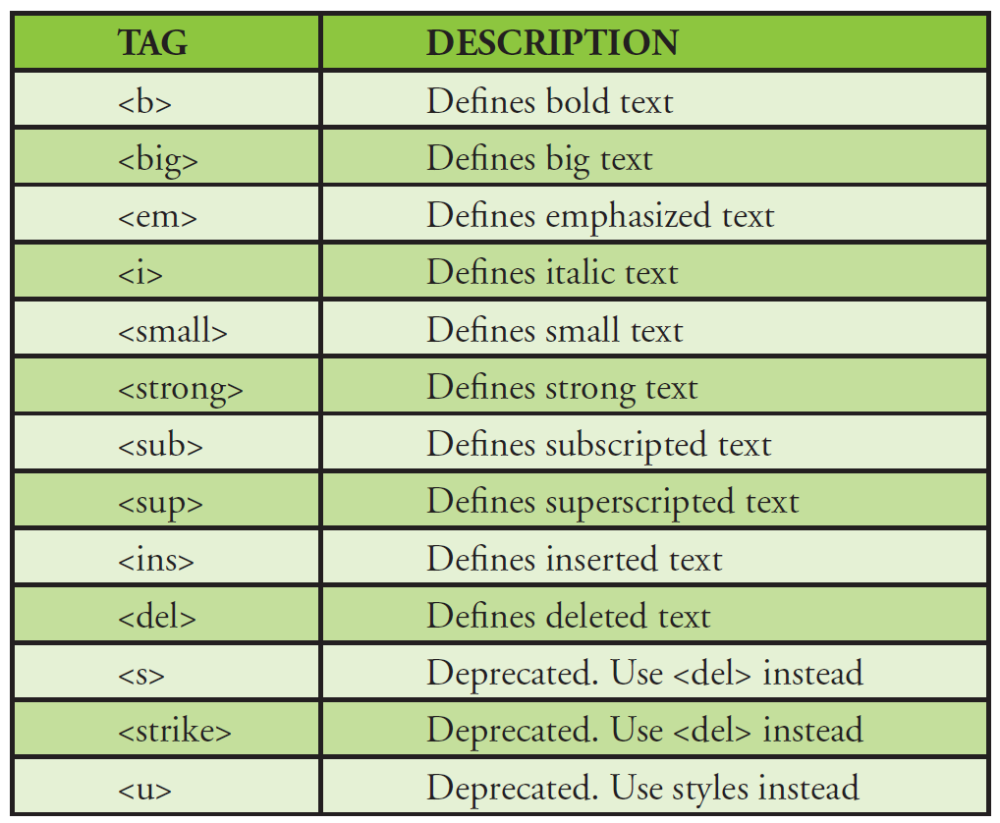 TAG DESCRIPTION
<b> Defines bold text
<big> Defines big text
<em> Defines emphasized text
<i> Defines italic text
<small> Defines small text
<strong> Defines strong text
<sub> Defines subscripted text
<sup> Defines superscripted text
<ins> Defines inserted text
<del> Defines deleted text
<s> Deprecated. Use <del> instead
<strike> Deprecated. Use <del> instead
<u> Deprecated. Use styles instead